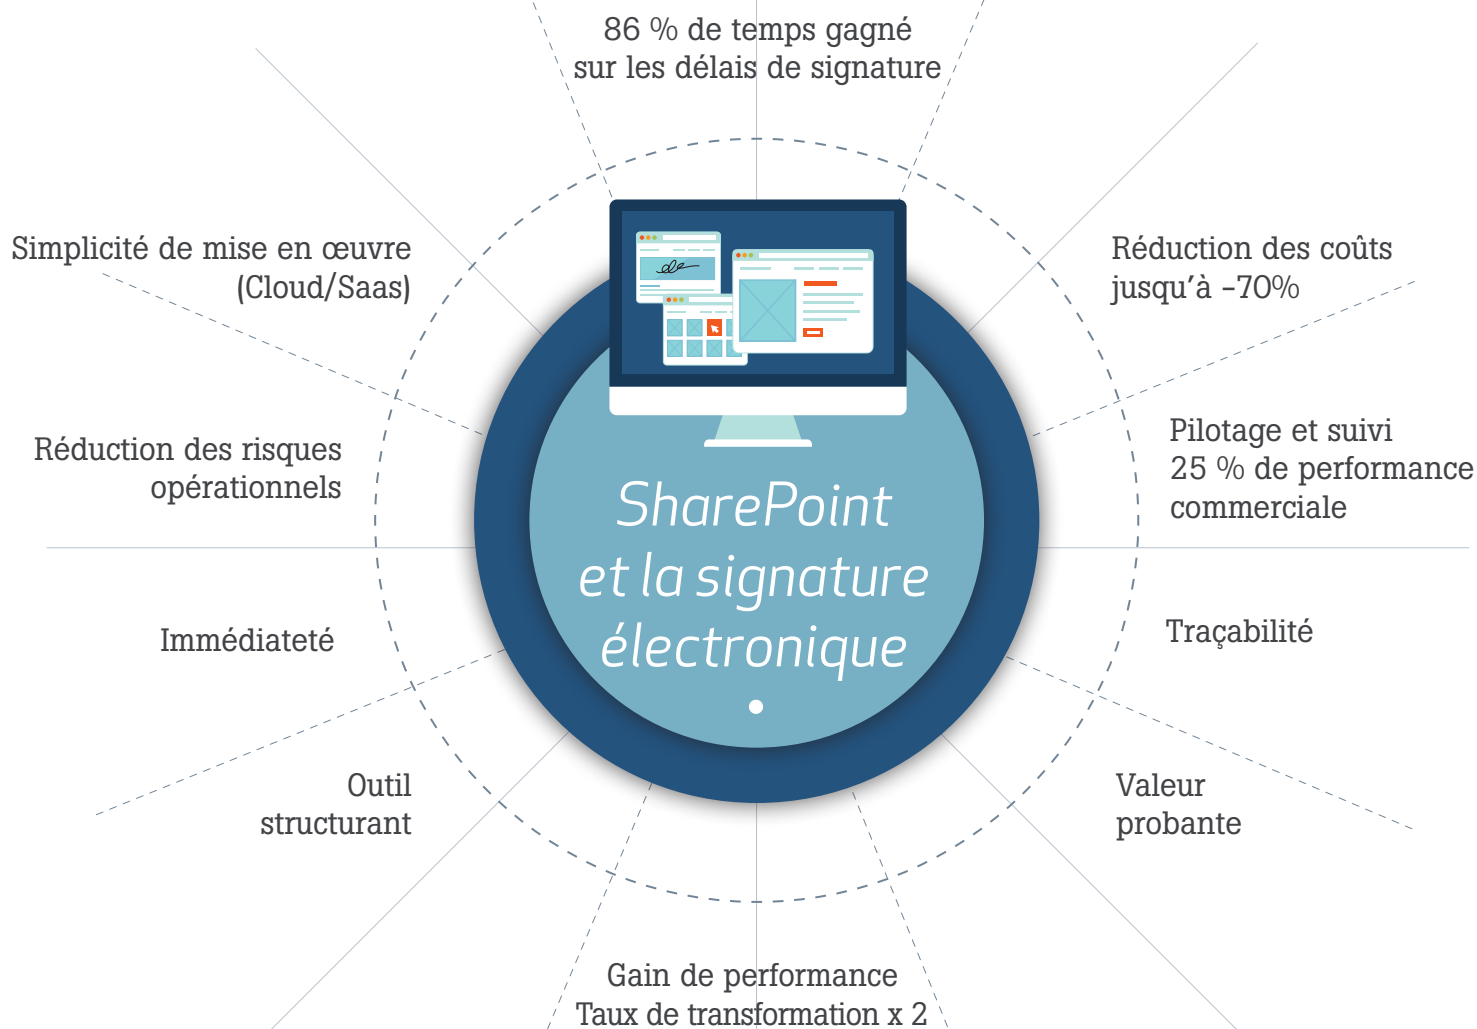 86 % de temps gagné
sur les délais de signature
Simplicité de mise en œuvre
(Cloud/Saas)
Réduction des coûts
jusqu’à -70%
Réduction des risques
opérationnels
Pilotage et suivi
25 % de performance
commerciale
SharePoint
et la signature
électronique
Immédiateté
Traçabilité
Outil
structurant
Valeur
probante
Gain de performance
Taux de transformation x 2